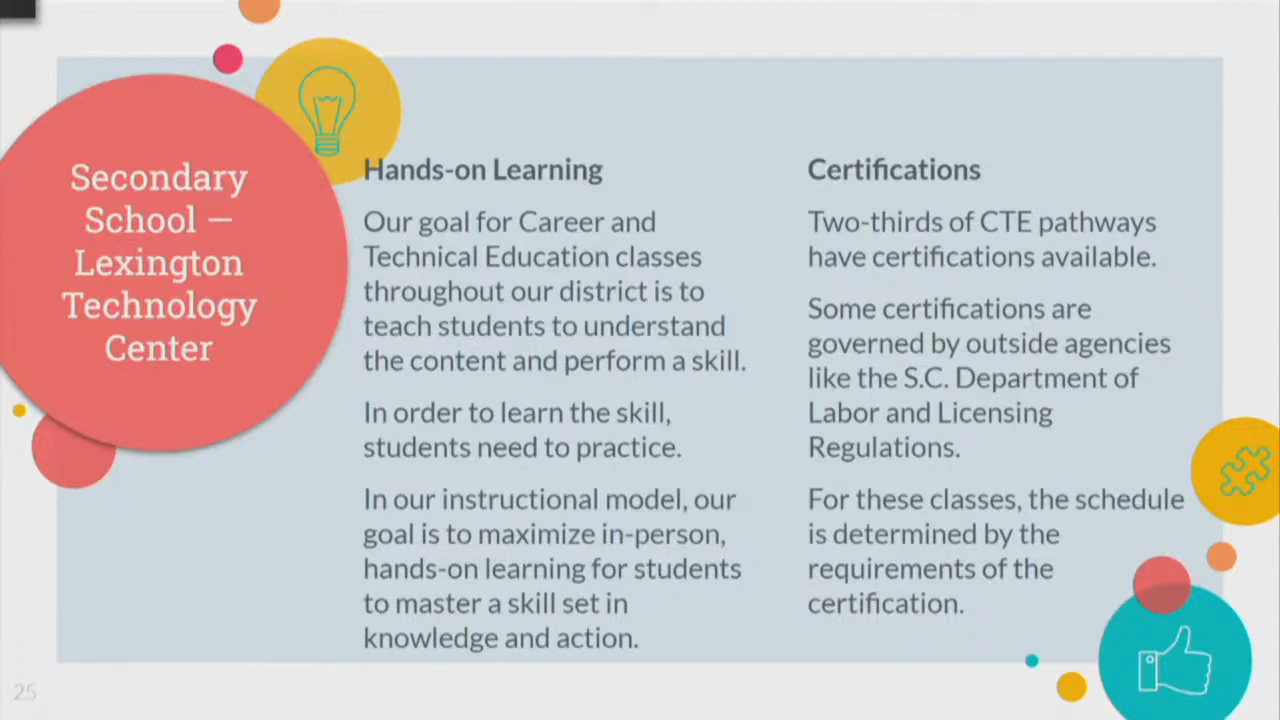 Secondary
School —
Lexington
Technology
Center
Hands-on Learning
Our goal for Career and
Technical Education classes
throughout our district is to
teach students to understand
the content and perform a skill.
In order to learn the skill,
students need to practice.
In our instructional model, our
goal is to maximize in-person,
hands-on learning for students
to master a skill set in
knowledge and action.
Certifications
Two-thirds of CTE pathways
have certifications available.
Some certifications are
governed by outside agencies
like the S.C. Department of
Labor and Licensing
Regulations.
For these classes, the schedule
is determined by the
requirements of the
certification.
25